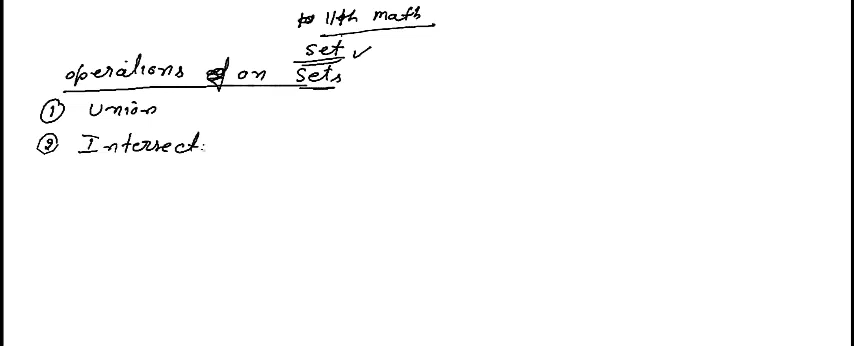 11th math
Set ✓
operations on Sets
① Union
② Intersect